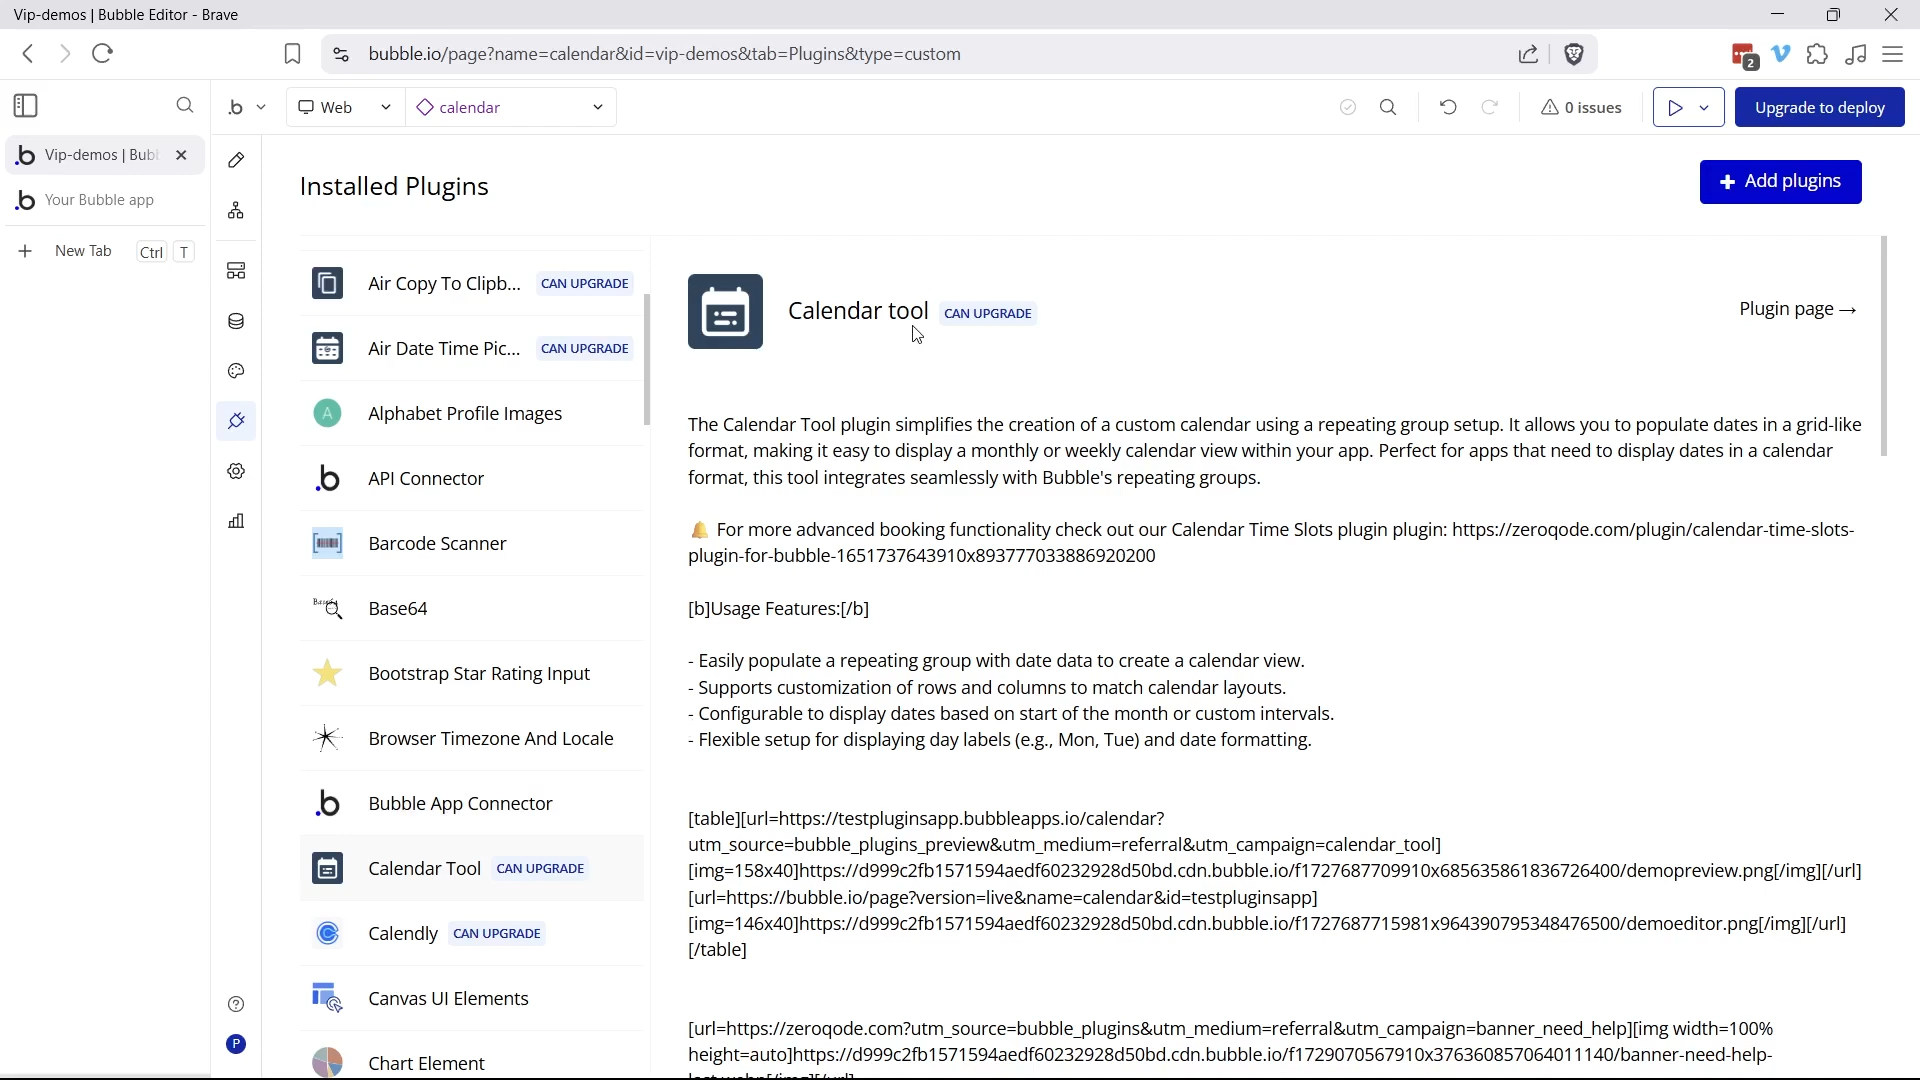 Vip-demos | Bubble Editor - Brave
bubble.io/page?name=calendar&id=vip-demos&tab=Plugins&type=custom
2
Vip-demos | Bub
Your Bubble app
New Tab Ctrl T
Web
calendar
0 issues
Upgrade to deploy
Installed Plugins
Add plugins
Air Copy To Clipb... CAN UPGRADE
Air Date Time Pic... CAN UPGRADE
A Alphabet Profile Images
API Connector
Barcode Scanner
Base64 Base64
Bootstrap Star Rating Input
Browser Timezone And Locale
Bubble App Connector
Calendar Tool CAN UPGRADE
Calendly CAN UPGRADE
Canvas UI Elements
Chart Element
P
Calendar tool CAN UPGRADE
Plugin page →
The Calendar Tool plugin simplifies the creation of a custom calendar using a repeating group setup. It allows you to populate dates in a grid-like
format, making it easy to display a monthly or weekly calendar view within your app. Perfect for apps that need to display dates in a calendar
format, this tool integrates seamlessly with Bubble's repeating groups.
🔔 For more advanced booking functionality check out our Calendar Time Slots plugin plugin: https://zeroqode.com/plugin/calendar-time-slots-
plugin-for-bubble-1651737643910x893777033886920200
[b]Usage Features:[/b]
- Easily populate a repeating group with date data to create a calendar view.
- Supports customization of rows and columns to match calendar layouts.
- Configurable to display dates based on start of the month or custom intervals.
- Flexible setup for displaying day labels (e.g., Mon, Tue) and date formatting.
[table][url=https://testpluginsapp.bubbleapps.io/calendar?
utm_source=bubble_plugins_preview&utm_medium=referral&utm_campaign=calendar_tool]
[img=158x40]https://d999c2fb1571594aedf60232928d50bd.cdn.bubble.io/f1727687709910x685635861836726400/demopreview.png[/img][/url]
[url=https://bubble.io/page?version=live&name=calendar&id=testpluginsapp]
[img=146x40]https://d999c2fb1571594aedf60232928d50bd.cdn.bubble.io/f1727687715981x964390795348476500/demoeditor.png[/img][/url]
[/table]
[url=https://zeroqode.com?utm_source=bubble_plugins&utm_medium=referral&utm_campaign=banner_need_help][img width=100%
height=auto]https://d999c2fb1571594aedf60232928d50bd.cdn.bubble.io/f1729070567910x376360857064011140/banner-need-help-